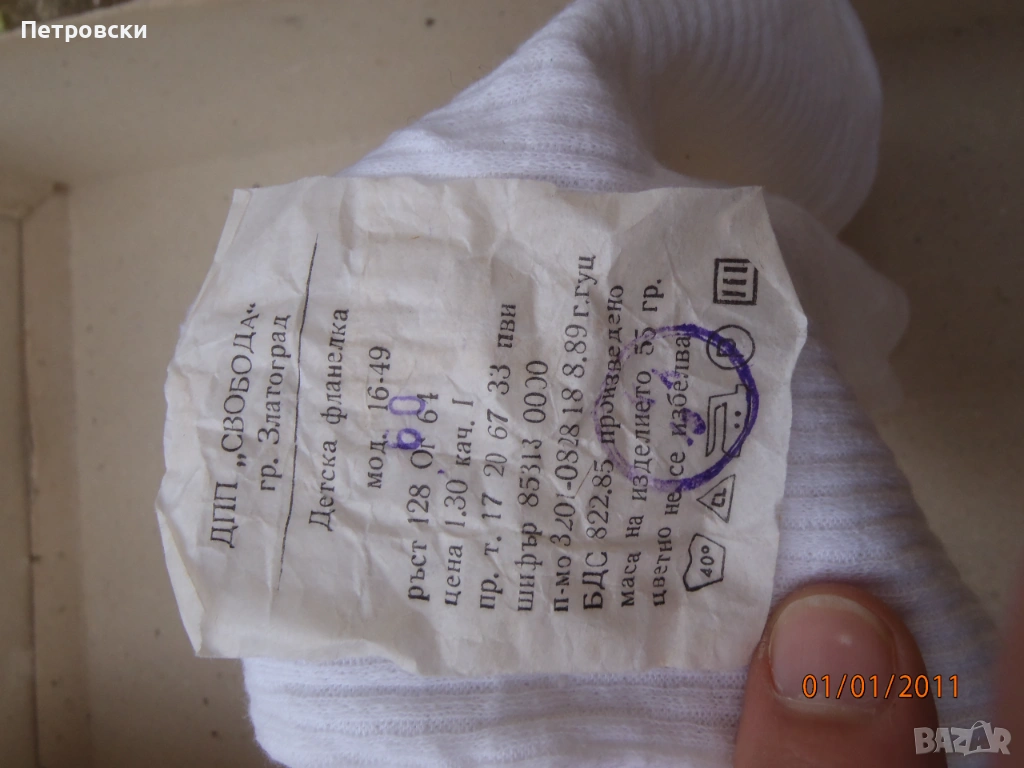 Петровски
ДПП „СВОБОДА“
гр. Златоград
Детска фланелка
мод. 16-49
60
ръст 128 О/ 64
цена 1.30 кач. I
пр. т. 17 20 67 33 пви
шифър 85313 0000
п-мо 3201-0828 18 8.89 г.ГУЦ
БДС 822.85 произведено
маса на изделието 55 гр.
цветно не се избелва
40°
01/01/2011
BAZAR